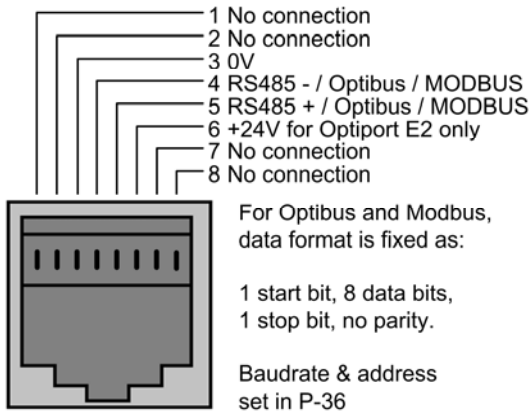 1 No connection
2 No connection
3 0V
4 RS485 - / Optibus / MODBUS
5 RS485 + / Optibus / MODBUS
6 +24V for Optiport E2 only
7 No connection
8 No connection
For Optibus and Modbus,
data format is fixed as:
1 start bit, 8 data bits,
1 stop bit, no parity.
Baudrate & address
set in P-36